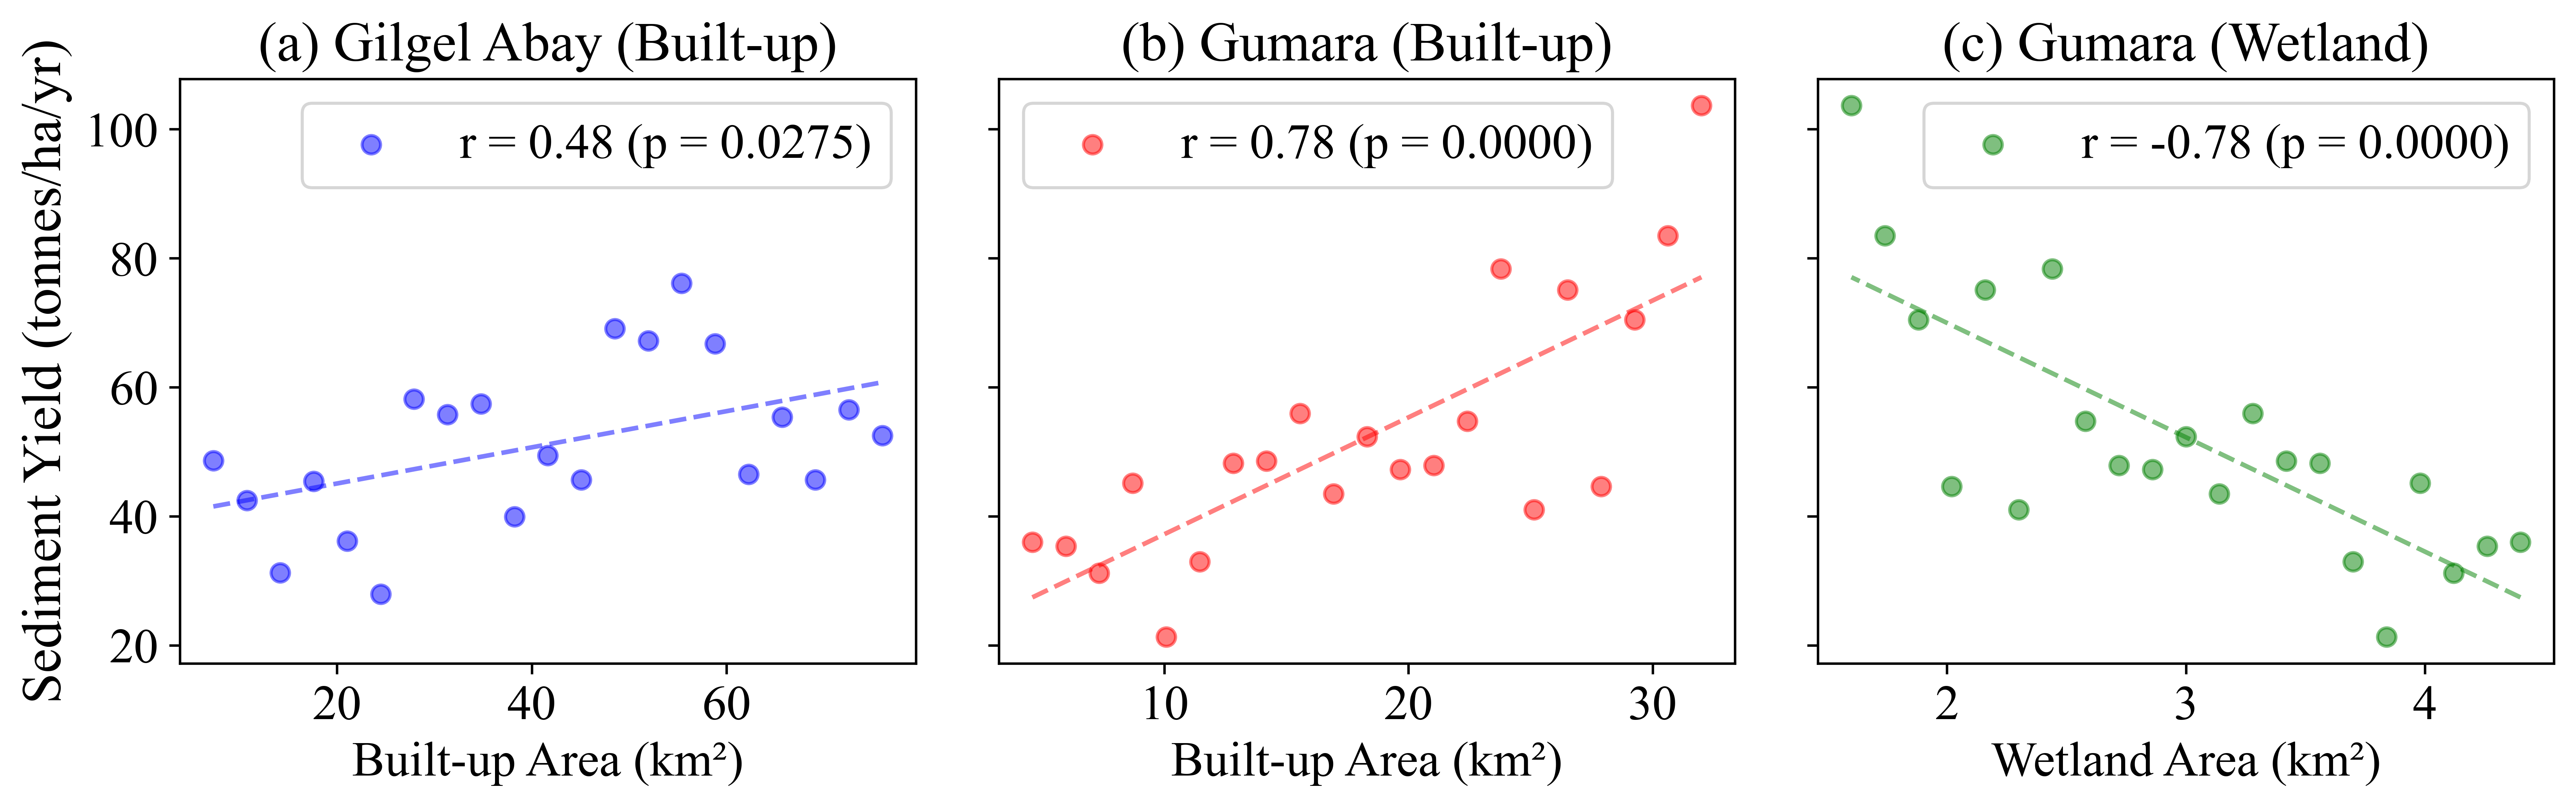 (a) Gilgel Abay (Built-up)
(b) Gumara (Built-up)
(c) Gumara (Wetland)
Sediment Yield (tonnes/ha/yr)
100
80
60
40
20
r = 0.48 (p = 0.0275)
r = 0.78 (p = 0.0000)
r = -0.78 (p = 0.0000)
20 40 60
10 20 30
2 3 4
Built-up Area (km²)
Built-up Area (km²)
Wetland Area (km²)